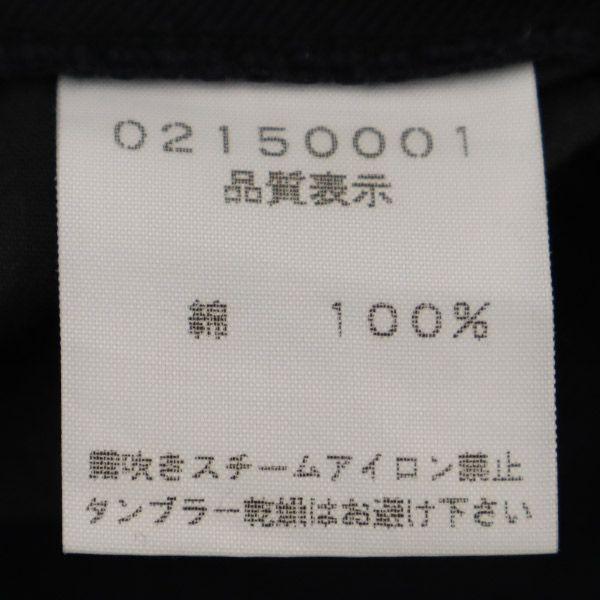 02150001
品質表示
綿 100%
霧吹きスチームアイロン禁止
タンブラー乾燥はお避け下さい